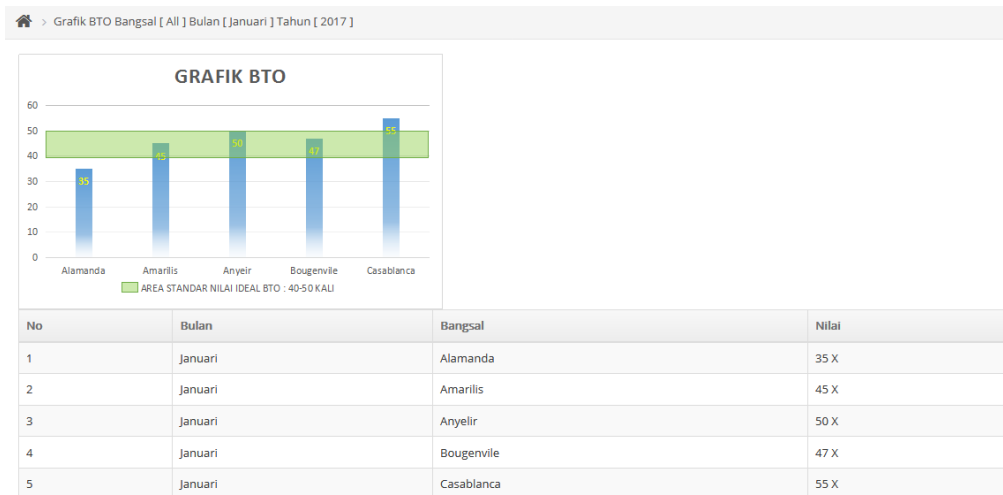 > Grafik BTO Bangsal [ All ] Bulan [ Januari ] Tahun [ 2017 ]
GRAFIK BTO
60
50
40
30
20
10
0
35
45
50
47
55
Alamanda Amarilis Anyeir Bougenvile Casablanca
AREA STANDAR NILAI IDEAL BTO : 40-50 KALI
No Bulan Bangsal Nilai
1 Januari Alamanda 35 X
2 Januari Amarilis 45 X
3 Januari Anyelir 50 X
4 Januari Bougenvile 47 X
5 Januari Casablanca 55 X